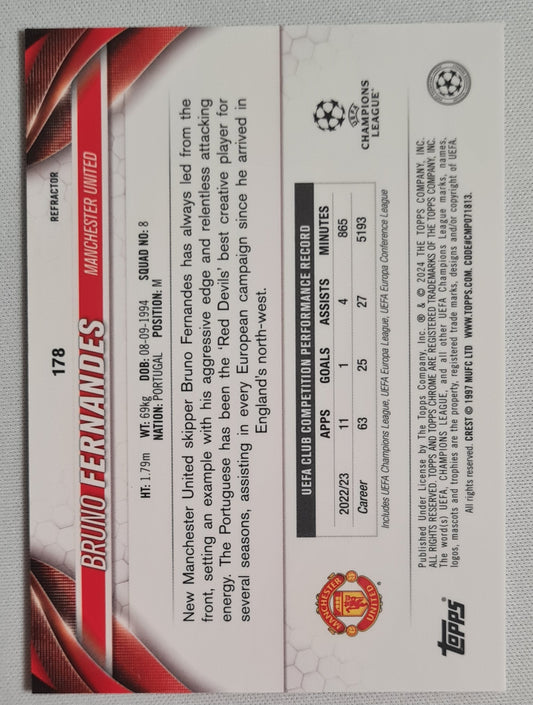 178
REFRACTOR
BRUNO FERNANDES
MANCHESTER UNITED
HT: 1.79m WT: 69kg DOB: 08-09-1994 SQUAD NO: 8
NATION: PORTUGAL POSITION: M
New Manchester United skipper Bruno Fernandes has always led from the
front, setting an example with his aggressive edge and relentless attacking
energy. The Portuguese has been the 'Red Devils' best creative player for
several seasons, assisting in every European campaign since he arrived in
England's north-west.
MANCHESTER
UNITED
UEFA CLUB COMPETITION PERFORMANCE RECORD
APPS GOALS ASSISTS MINUTES
2022/23 11 1 4 865
Career 63 25 27 5193
Includes UEFA Champions League, UEFA Europa League, UEFA Europa Conference League
UEFA
CHAMPIONS
LEAGUE®
topps®
Published Under License by The Topps Company, Inc. ® & © 2024 THE TOPPS COMPANY, INC.
ALL RIGHTS RESERVED. TOPPS AND TOPPS CHROME ARE REGISTERED TRADEMARKS OF THE TOPPS COMPANY, INC.
The word(s) UEFA, CHAMPIONS LEAGUE, and all other UEFA Champions League marks, names,
logos, mascots and trophies are the property, registered trade marks, designs and/or copyright of UEFA.
All rights reserved. CREST © 1997 MUFC LTD WWW.TOPPS.COM. CODE#CMP071813.